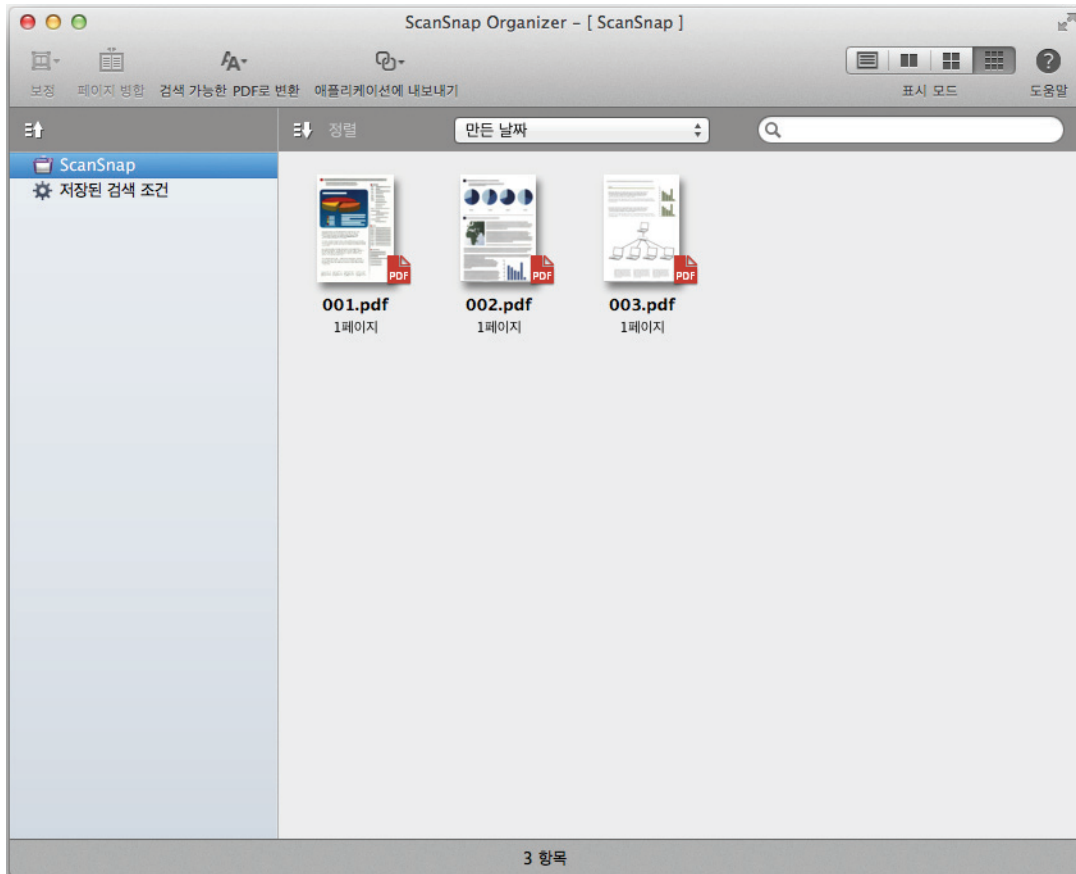 ScanSnap Organizer – [ ScanSnap ]
보정 페이지 병합 검색 가능한 PDF로 변환 애플리케이션에 내보내기 표시 모드 도움말
정렬 만든 날짜
ScanSnap
저장된 검색 조건
PDF PDF PDF
001.pdf 002.pdf 003.pdf
1페이지 1페이지 1페이지
3 항목